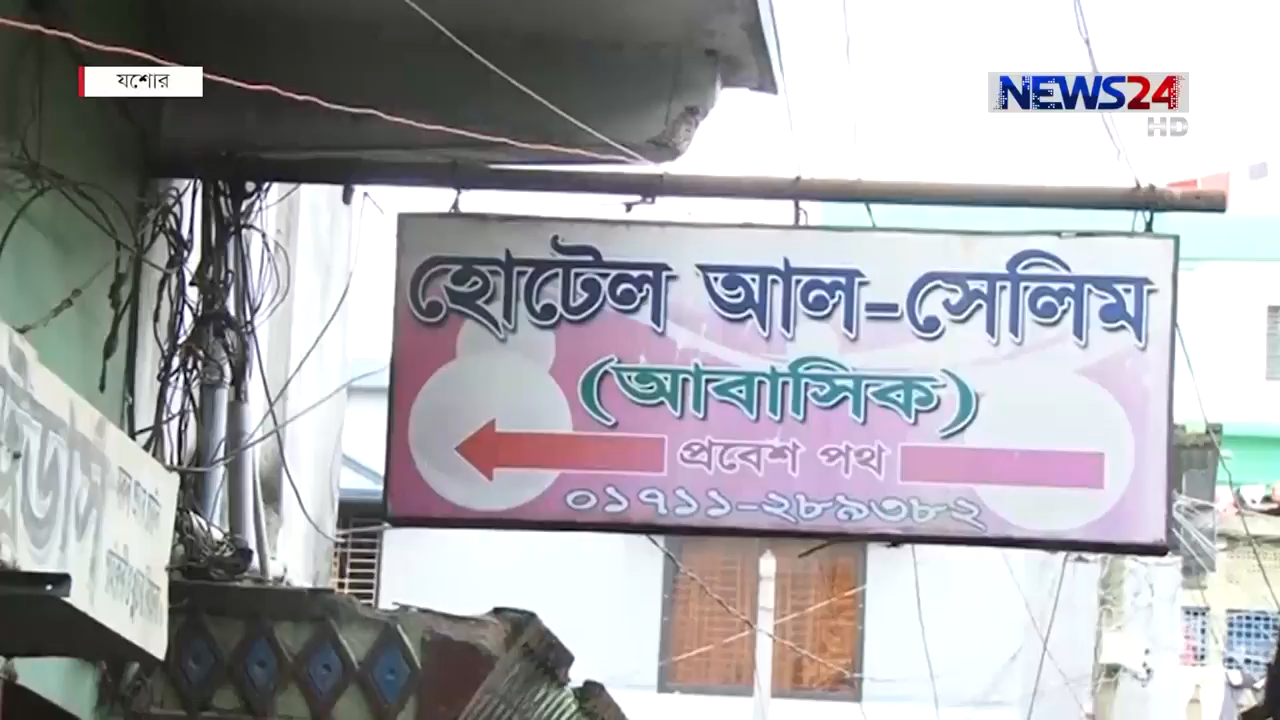 যশোর
NEWS24
HD
হোটেল আল-সেলিম
(আবাসিক)
প্রবেশ পথ
০১৭১১-২৮৯৩৮২